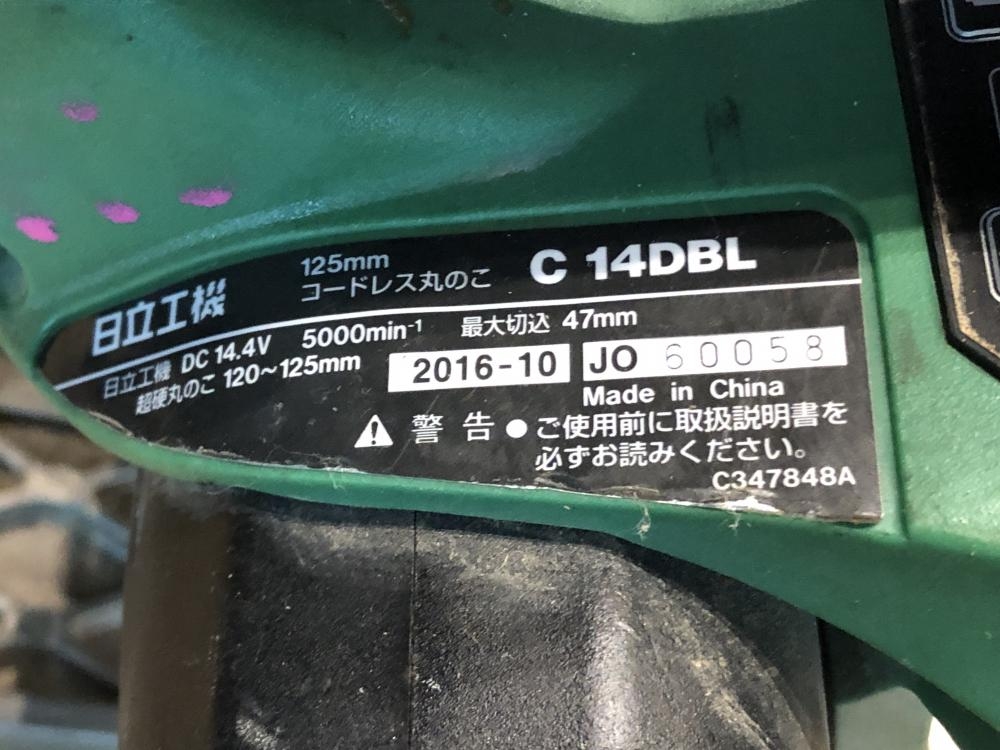 日立工機
125mm
コードレス丸のこ
C 14DBL
日立工機 DC 14.4V 5000min⁻¹ 最大切込 47mm
超硬丸のこ 120〜125mm
2016-10 JO 60058
Made in China
警告 ● ご使用前に取扱説明書を
必ずお読みください。
C347848A